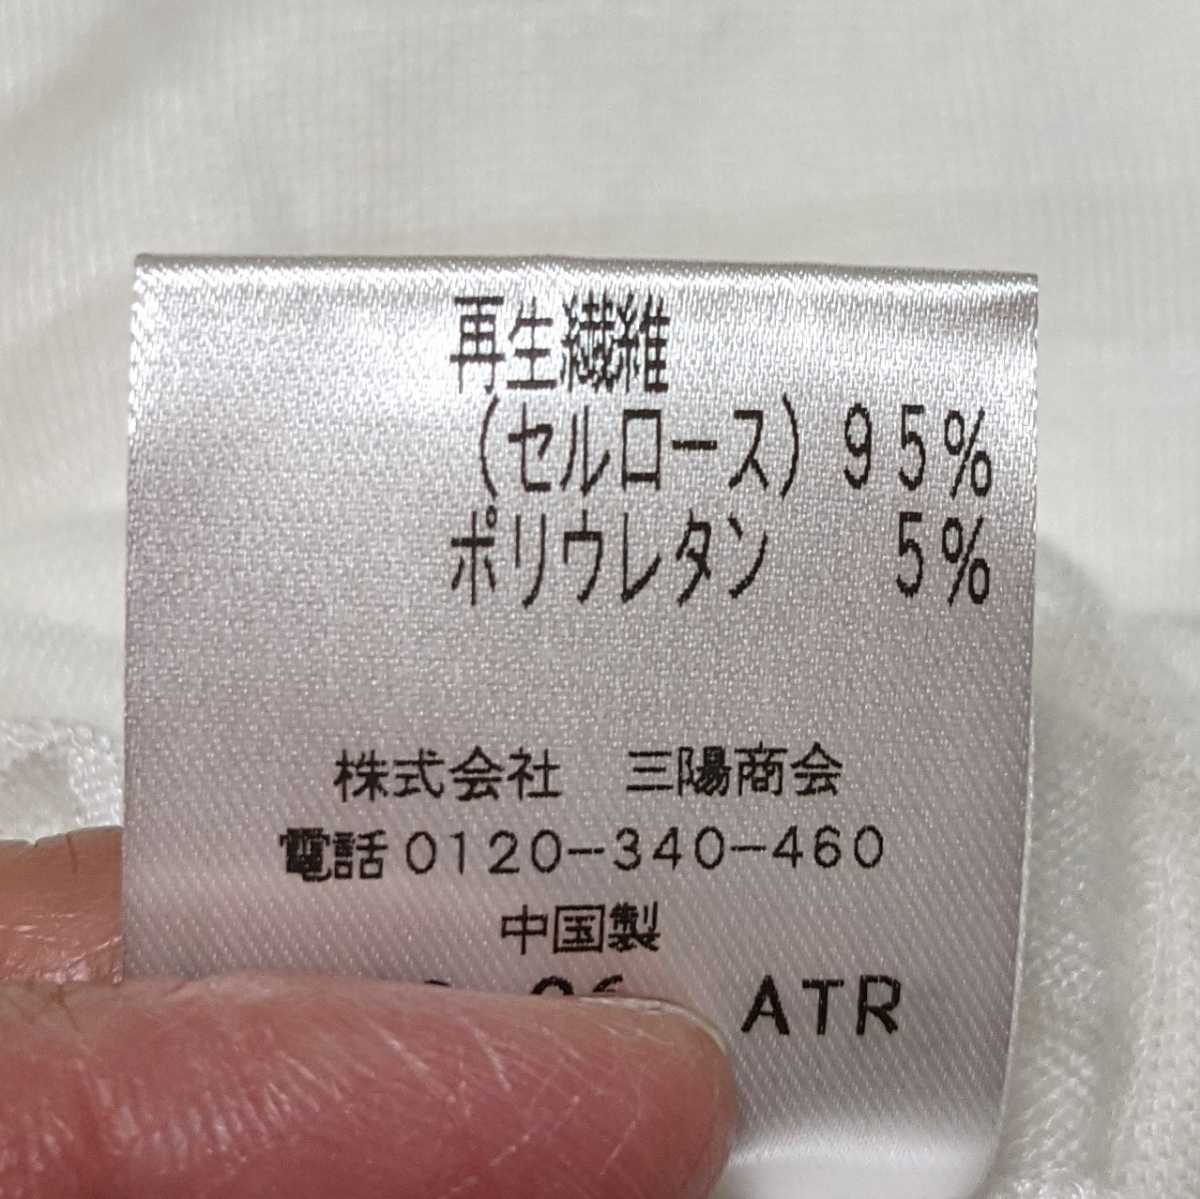 再生繊維
(セルロース) 95%
ポリウレタン 5%
株式会社 三陽商会
電話0120-340-460
中国製
ATR